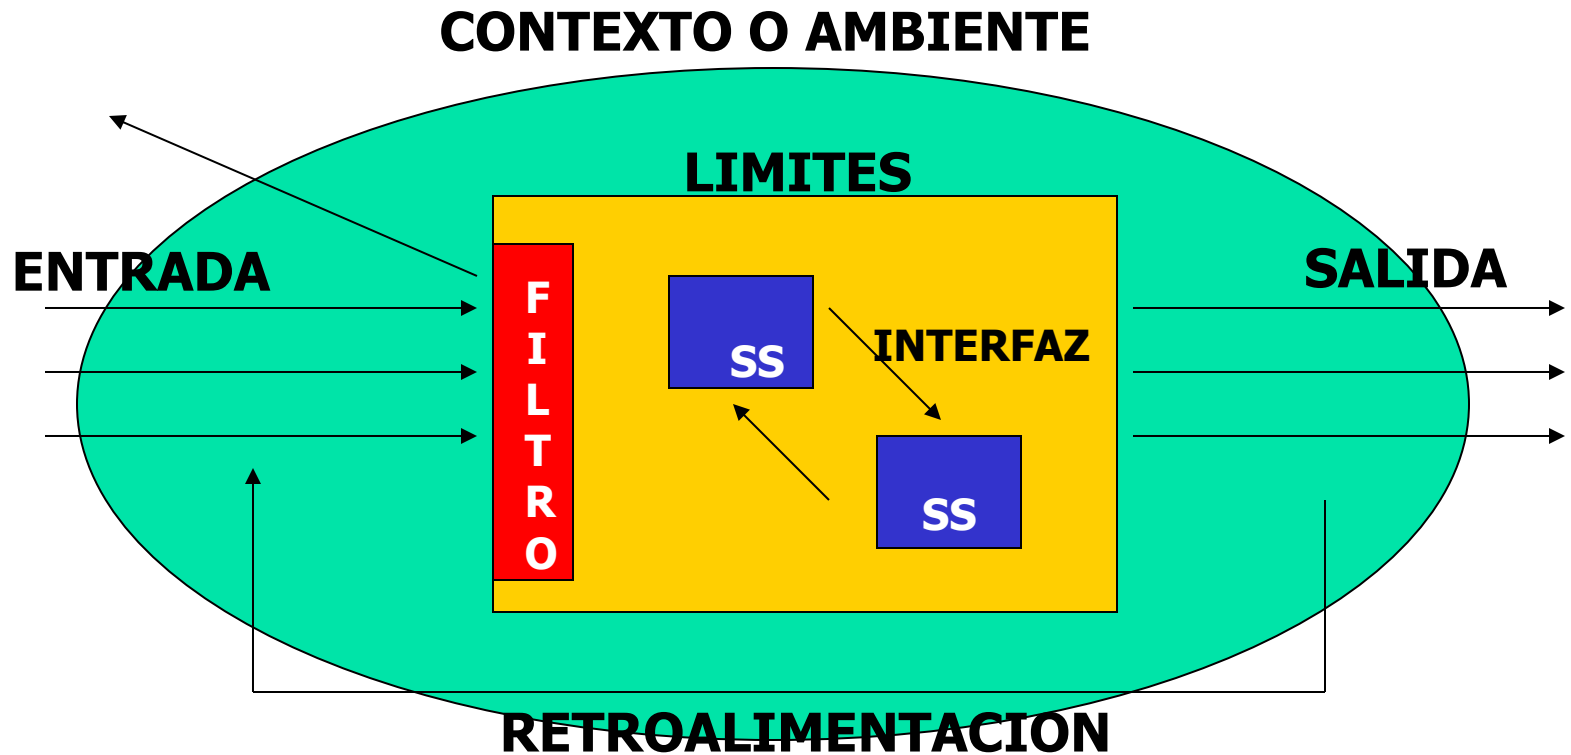 CONTEXTO O AMBIENTE
LIMITES
ENTRADA
SALIDA
F
I
L
T
R
O
SS
INTERFAZ
SS
RETROALIMENTACION